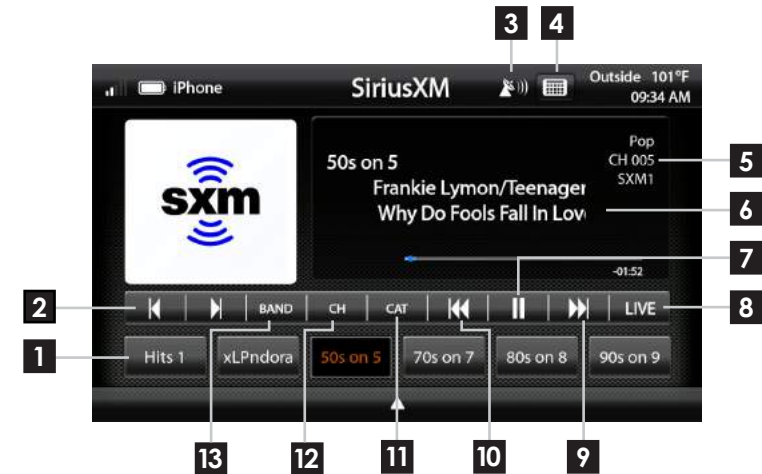 3 4
iPhone SiriusXM Outside 101°F
09:34 AM
Pop
50s on 5 CH 005 5
SXM1
sxm Frankie Lymon/Teenager
Why Do Fools Fall In Lov 6
7
-01:52
2 BAND CH CAT LIVE 8
1 Hits 1 xLPndora 50s on 5 70s on 7 80s on 8 90s on 9
13 12 11 10 9